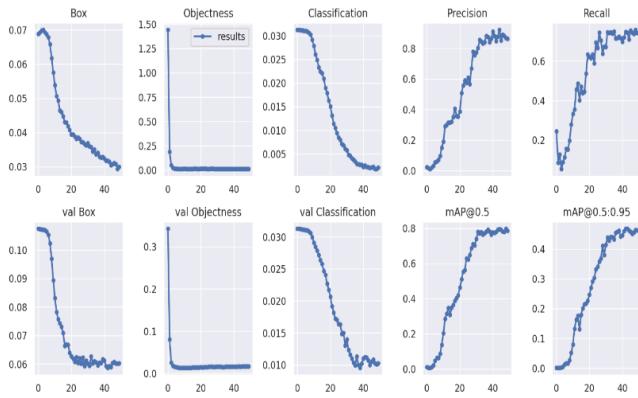 Box Objectness Classification Precision Recall
0.07 0.06 0.05 0.04 0.03
1.50 1.25 1.00 0.75 0.50 0.25 0.00
results
0.030 0.025 0.020 0.015 0.010 0.005
0.8 0.6 0.4 0.2 0.0
0.6 0.4 0.2
0 20 40 0 20 40 0 20 40 0 20 40 0 20 40
val Box val Objectness val Classification mAP@0.5 mAP@0.5:0.95
0.10 0.09 0.08 0.07 0.06
0.3 0.2 0.1 0.0
0.030 0.025 0.020 0.015 0.010
0.8 0.6 0.4 0.2 0.0
0.4 0.3 0.2 0.1 0.0
0 20 40 0 20 40 0 20 40 0 20 40 0 20 40